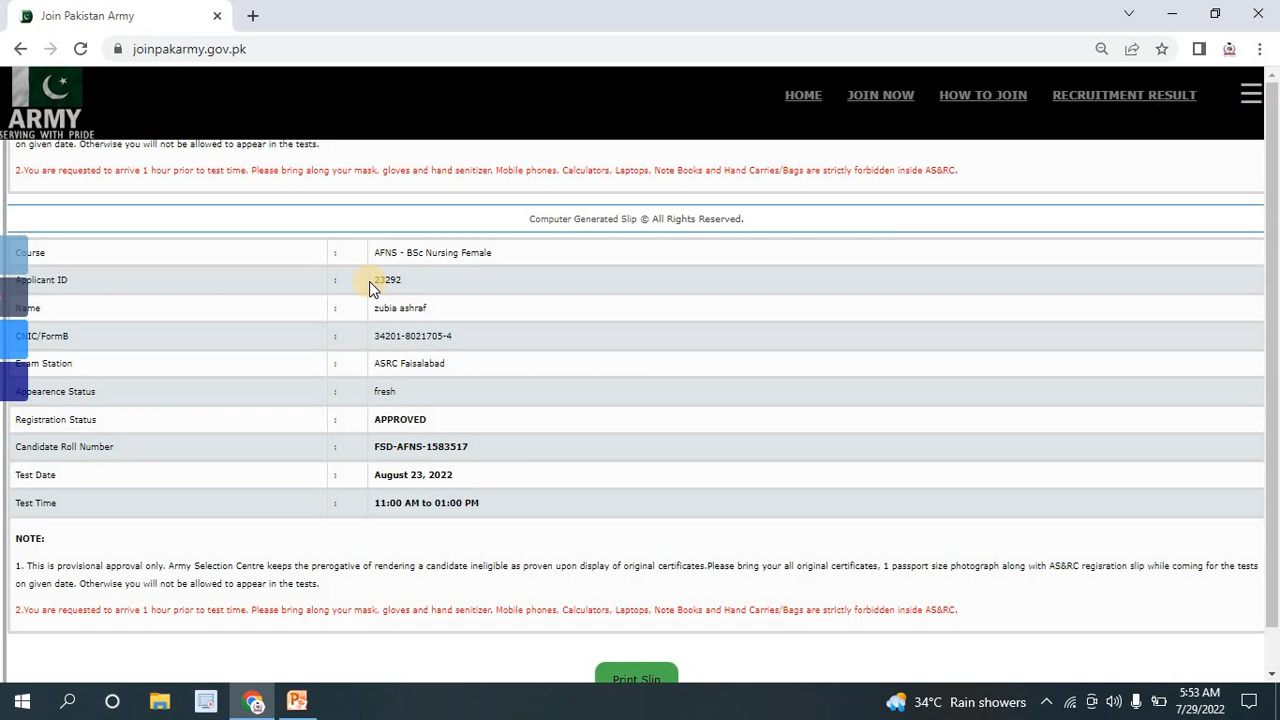 Join Pakistan Army
joinpakarmy.gov.pk
ARMY
SERVING WITH PRIDE
HOME JOIN NOW HOW TO JOIN RECRUITMENT RESULT
on given date. Otherwise you will not be allowed to appear in the tests.
2.You are requested to arrive 1 hour prior to test time. Please bring along your mask, gloves and hand sanitizer. Mobile phones, Calculators, Laptops, Note Books and Hand Carries/Bags are strictly forbidden inside AS&RC.
Computer Generated Slip © All Rights Reserved.
Course : AFNS - BSc Nursing Female
Applicant ID : 23292
Name : zubia ashraf
CNIC/FormB : 34201-8021705-4
Exam Station : ASRC Faisalabad
Appearence Status : fresh
Registration Status : APPROVED
Candidate Roll Number : FSD-AFNS-1583517
Test Date : August 23, 2022
Test Time : 11:00 AM to 01:00 PM
NOTE:
1. This is provisional approval only. Army Selection Centre keeps the prerogative of rendering a candidate ineligible as proven upon display of original certificates.Please bring your all original certificates, 1 passport size photograph along with AS&RC regisration slip while coming for the tests
on given date. Otherwise you will not be allowed to appear in the tests.
2.You are requested to arrive 1 hour prior to test time. Please bring along your mask, gloves and hand sanitizer. Mobile phones, Calculators, Laptops, Note Books and Hand Carries/Bags are strictly forbidden inside AS&RC.
Print Slip
34°C Rain showers
5:53 AM
7/29/2022